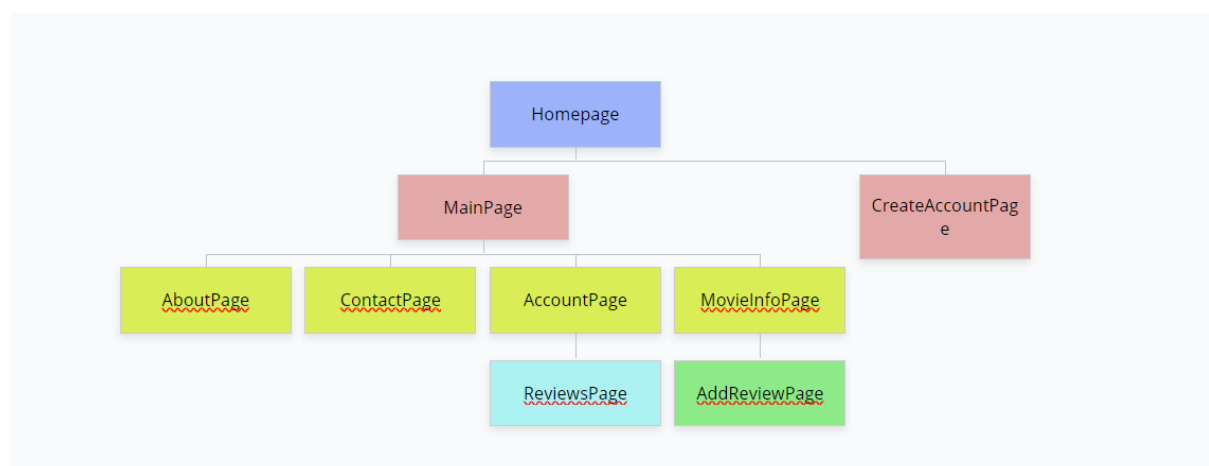 Homepage
MainPage
CreateAccountPag
e
AboutPage
ContactPage
AccountPage
MovieInfoPage
ReviewsPage
AddReviewPage